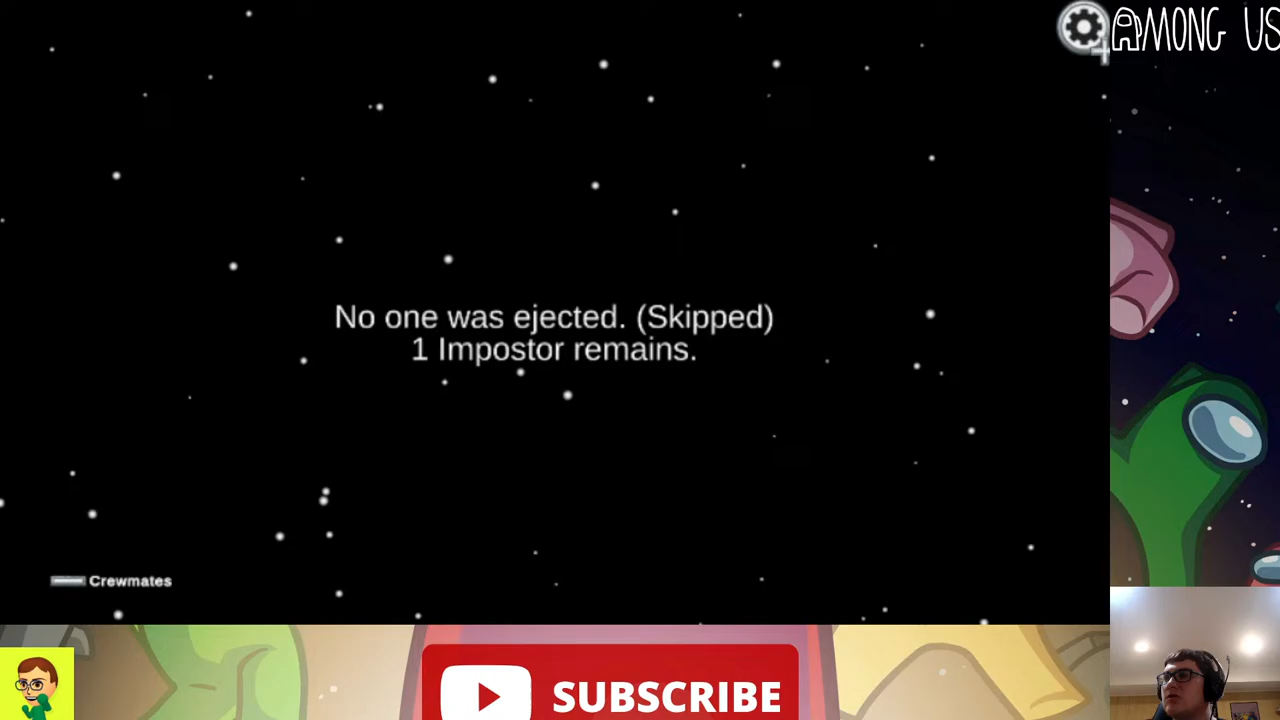 AMONG US
No one was ejected. (Skipped)
1 Impostor remains.
Crewmates
SUBSCRIBE